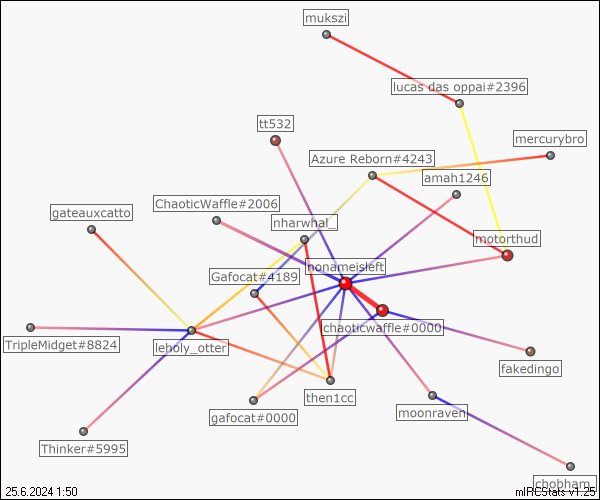 mukszi
lucas das oppai#2396
tt532
mercurybro
Azure Reborn#4243
amah1246
ChaoticWaffle#2006
gateauxcatto
nharwhal_
motorthud
nonameisleft
Gafocat#4189
chaoticwaffle#0000
TripleMidget#8824
leholy_otter
fakedingo
then1cc
gafocat#0000
moonraven
Thinker#5995
chobham_
25.6.2024 1:50
mIRCStats v1.25